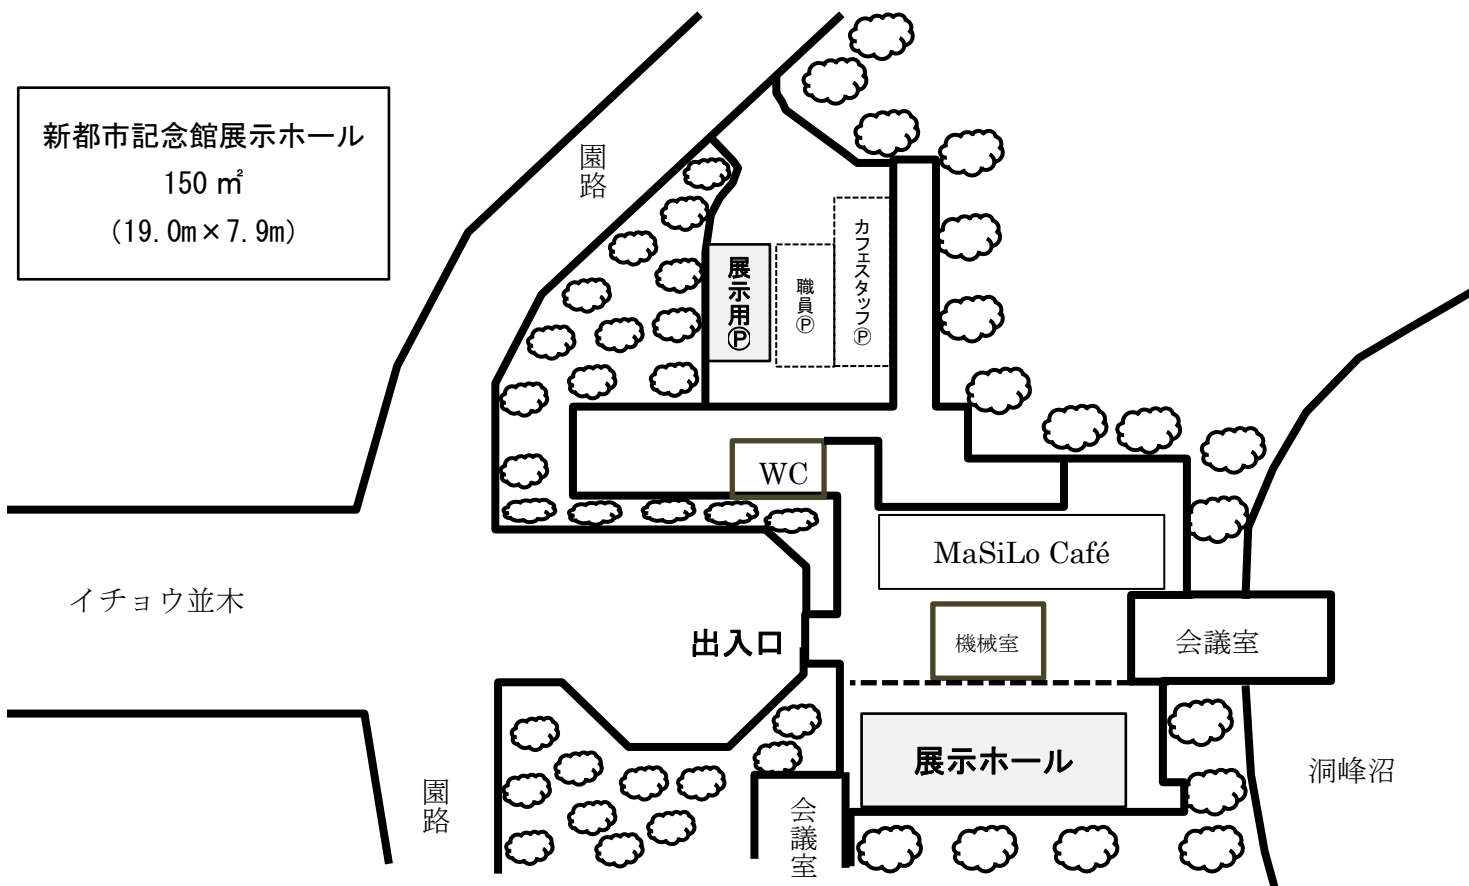 新都市記念館展示ホール
150 ㎡
(19.0m×7.9m)
園路
カフェスタッフⓅ
展示用Ⓟ
職員Ⓟ
WC
MaSiLo Café
イチョウ並木
出入口
機械室
会議室
展示ホール
洞峰沼
園路
会議室